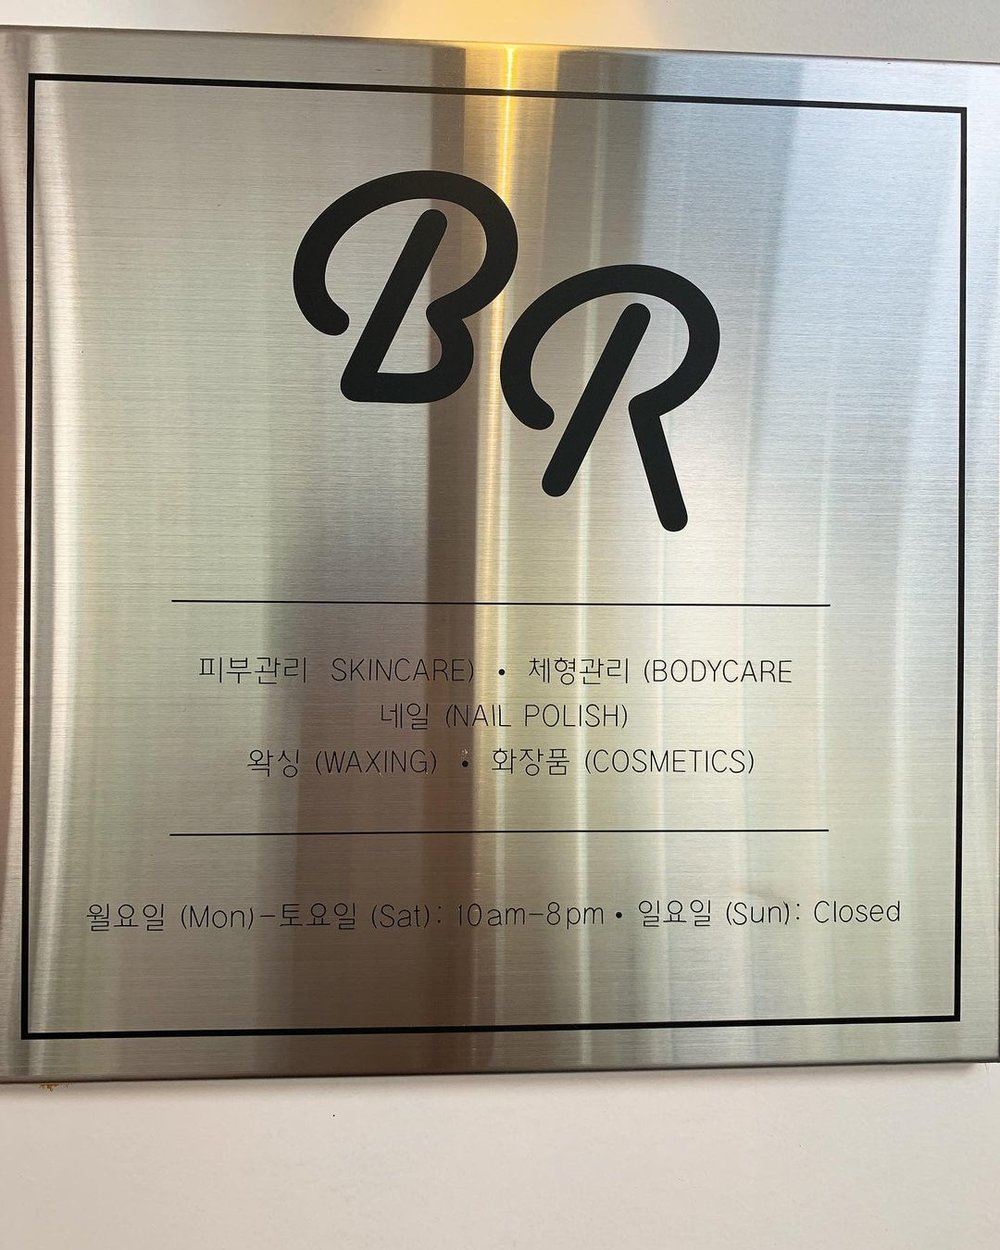 BR
피부관리 SKINCARE) • 체형관리 (BODYCARE
네일 (NAIL POLISH)
왁싱 (WAXING) • 화장품 (COSMETICS)
월요일 (Mon)-토요일 (Sat): 10am-8pm • 일요일 (Sun): Closed